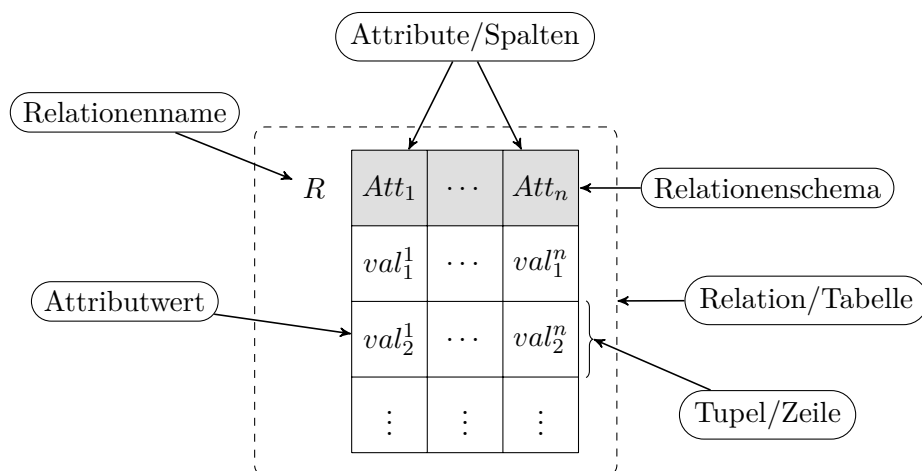 Attribute/Spalten
Relationenname
R
Att₁ ⋯ Attₙ
Relationenschema
val₁¹ ⋯ val₁ⁿ
Attributwert
Relation/Tabelle
val₂¹ ⋯ val₂ⁿ
Tupel/Zeile
⋮ ⋮ ⋮